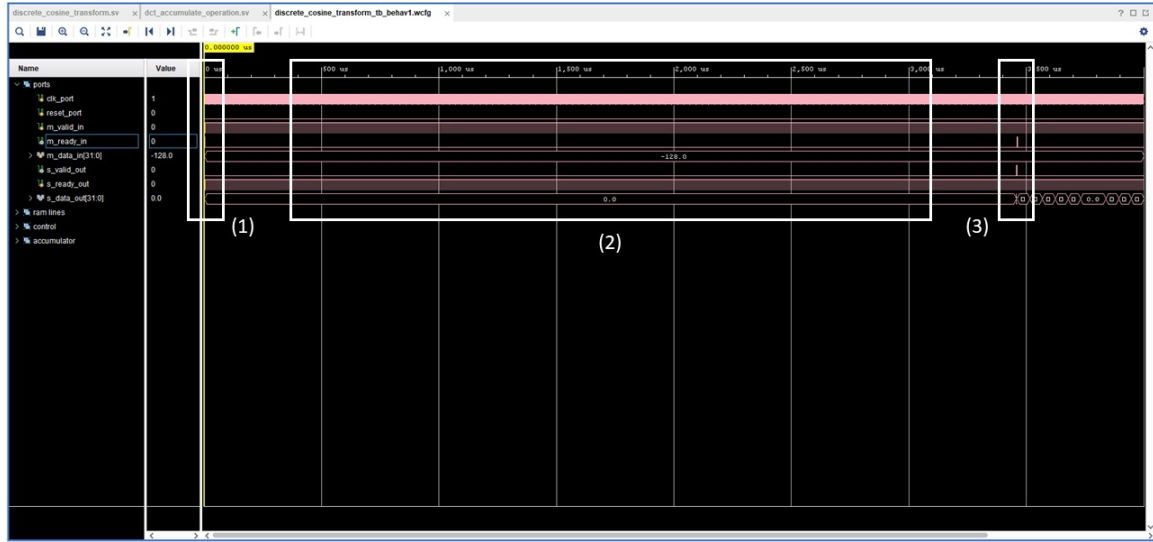 discrete_cosine_transform.sv × dct_accumulate_operation.sv × discrete_cosine_transform_tb_behav1.wcfg ×
0.000000 us
Name Value 0 us 500 us 1,000 us 1,500 us 2,000 us 2,500 us 3,000 us 3,500 us
ports
clk_port 1
reset_port 0
m_valid_in 0
m_ready_in 0
m_data_in[31:0] -128.0 -128.0
s_valid_out 0
s_ready_out 0
s_data_out[31:0] 0.0 0.0 0.0
ram lines
control
accumulator
(1)
(2)
(3)